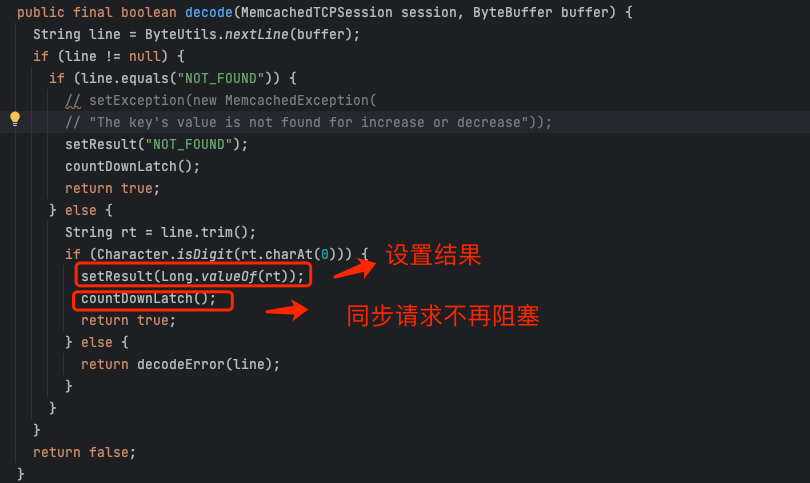 public final boolean decode(MemcachedTCPSession session, ByteBuffer buffer) {
String line = ByteUtils.nextLine(buffer);
if (line != null) {
if (line.equals("NOT_FOUND")) {
// setException(new MemcachedException(
// "The key's value is not found for increase or decrease"));
setResult("NOT_FOUND");
countDownLatch();
return true;
} else {
String rt = line.trim();
if (Character.isDigit(rt.charAt(0))) {
设置结果
setResult(Long.valueOf(rt));
countDownLatch();
同步请求不再阻塞
return true;
} else {
return decodeError(line);
}
}
}
return false;
}